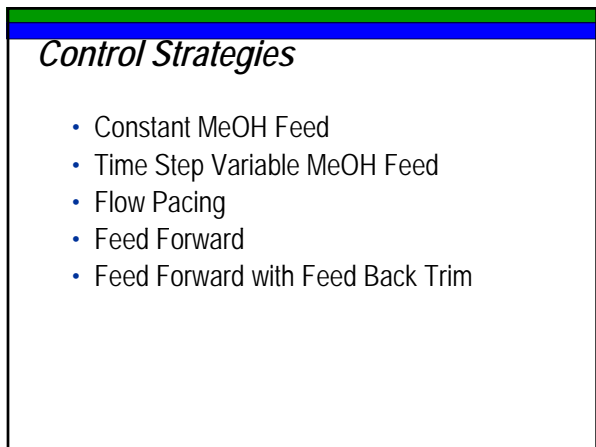 Control Strategies
• Constant MeOH Feed
• Time Step Variable MeOH Feed
• Flow Pacing
• Feed Forward
• Feed Forward with Feed Back Trim